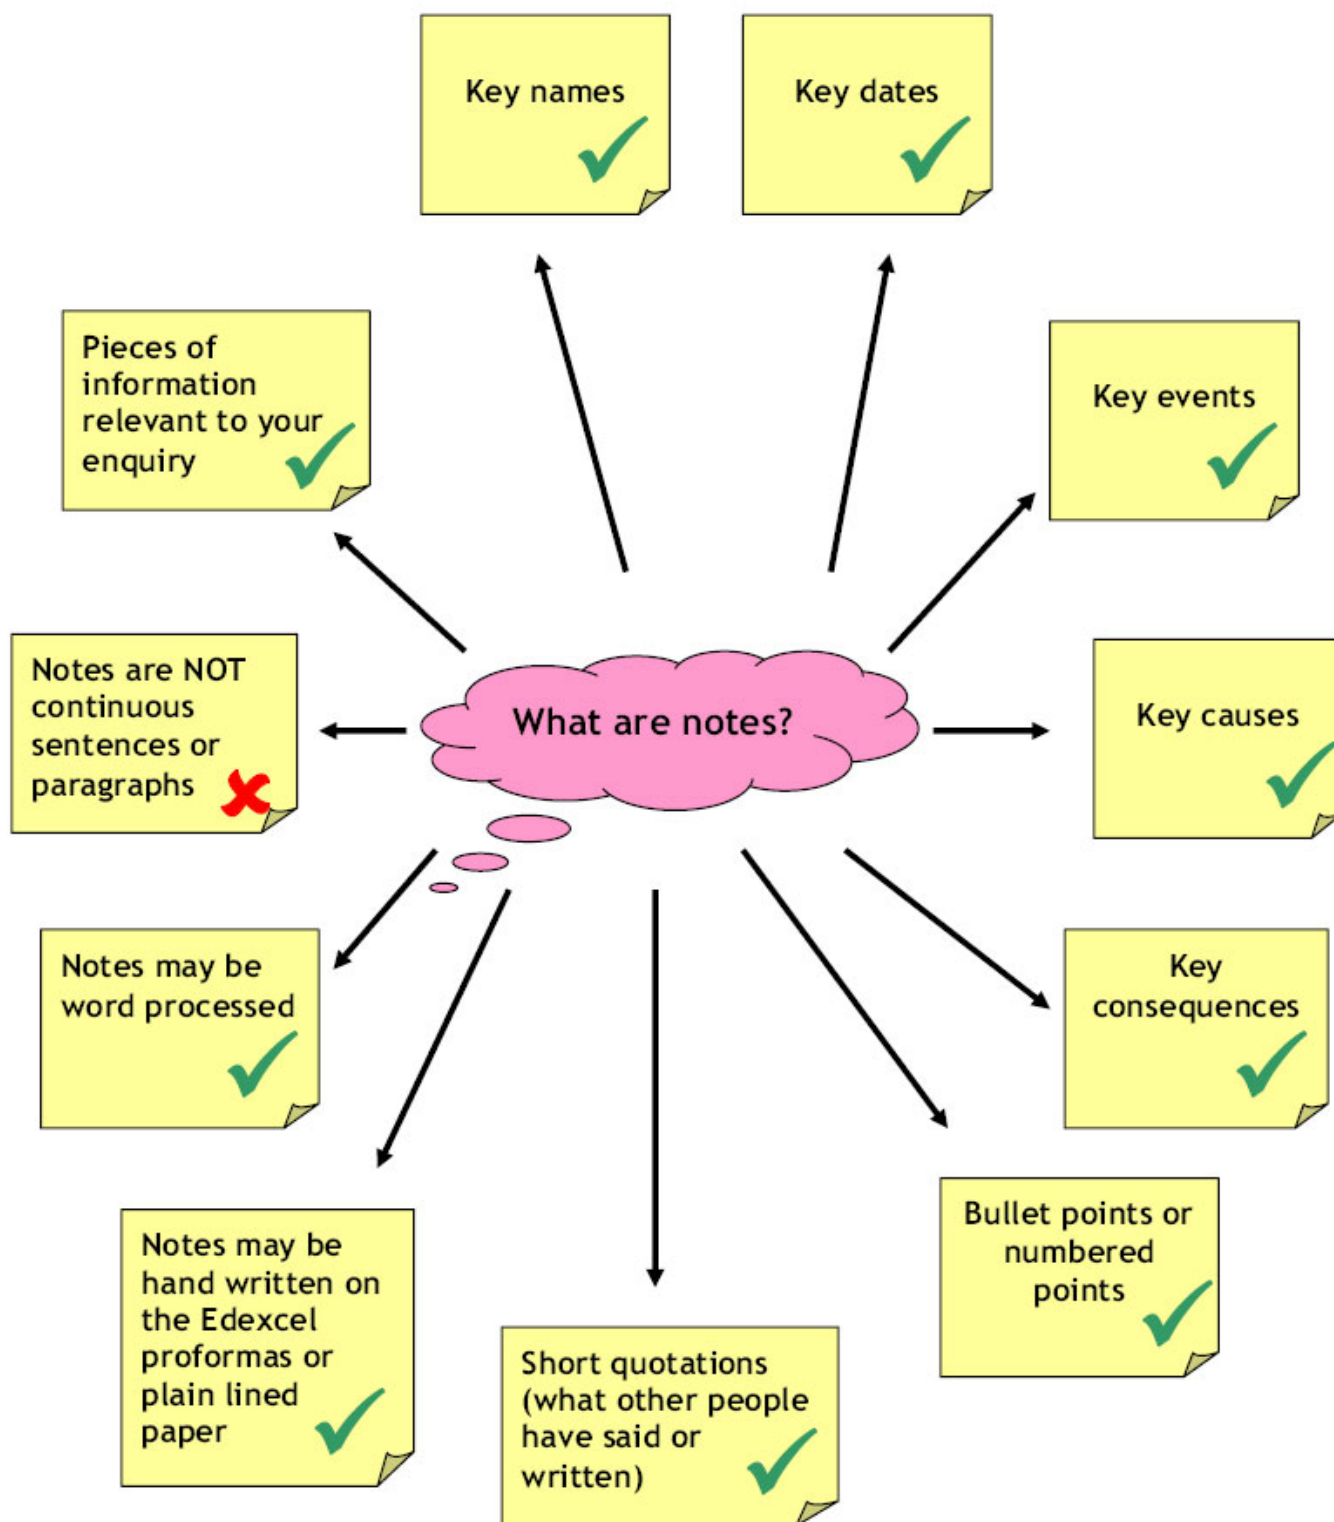 Key names
Key dates
Pieces of
information
relevant to your
enquiry
Key events
Notes are NOT
continuous
sentences or
paragraphs
What are notes?
Key causes
Notes may be
word processed
Key
consequences
Notes may be
hand written on
the Edexcel
proformas or
plain lined
paper
Short quotations
(what other people
have said or
written)
Bullet points or
numbered
points